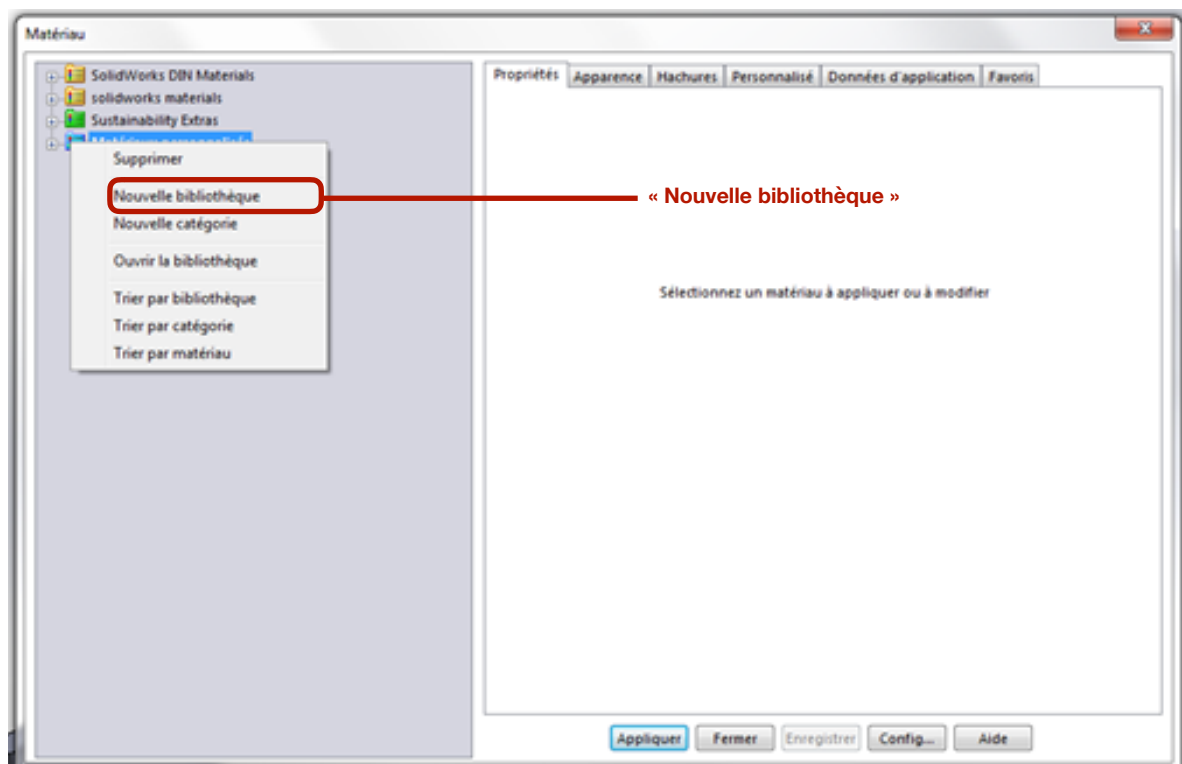 Matériau
SolidWorks DIN Materials
solidworks materials
Sustainability Extras
Supprimer
Nouvelle bibliothèque
Nouvelle catégorie
Ouvrir la bibliothèque
Trier par bibliothèque
Trier par catégorie
Trier par matériau
Propriétés Apparence Hachures Personnalisé Données d'application Favoris
« Nouvelle bibliothèque »
Sélectionnez un matériau à appliquer ou à modifier
Appliquer Fermer Enregistrer Config... Aide